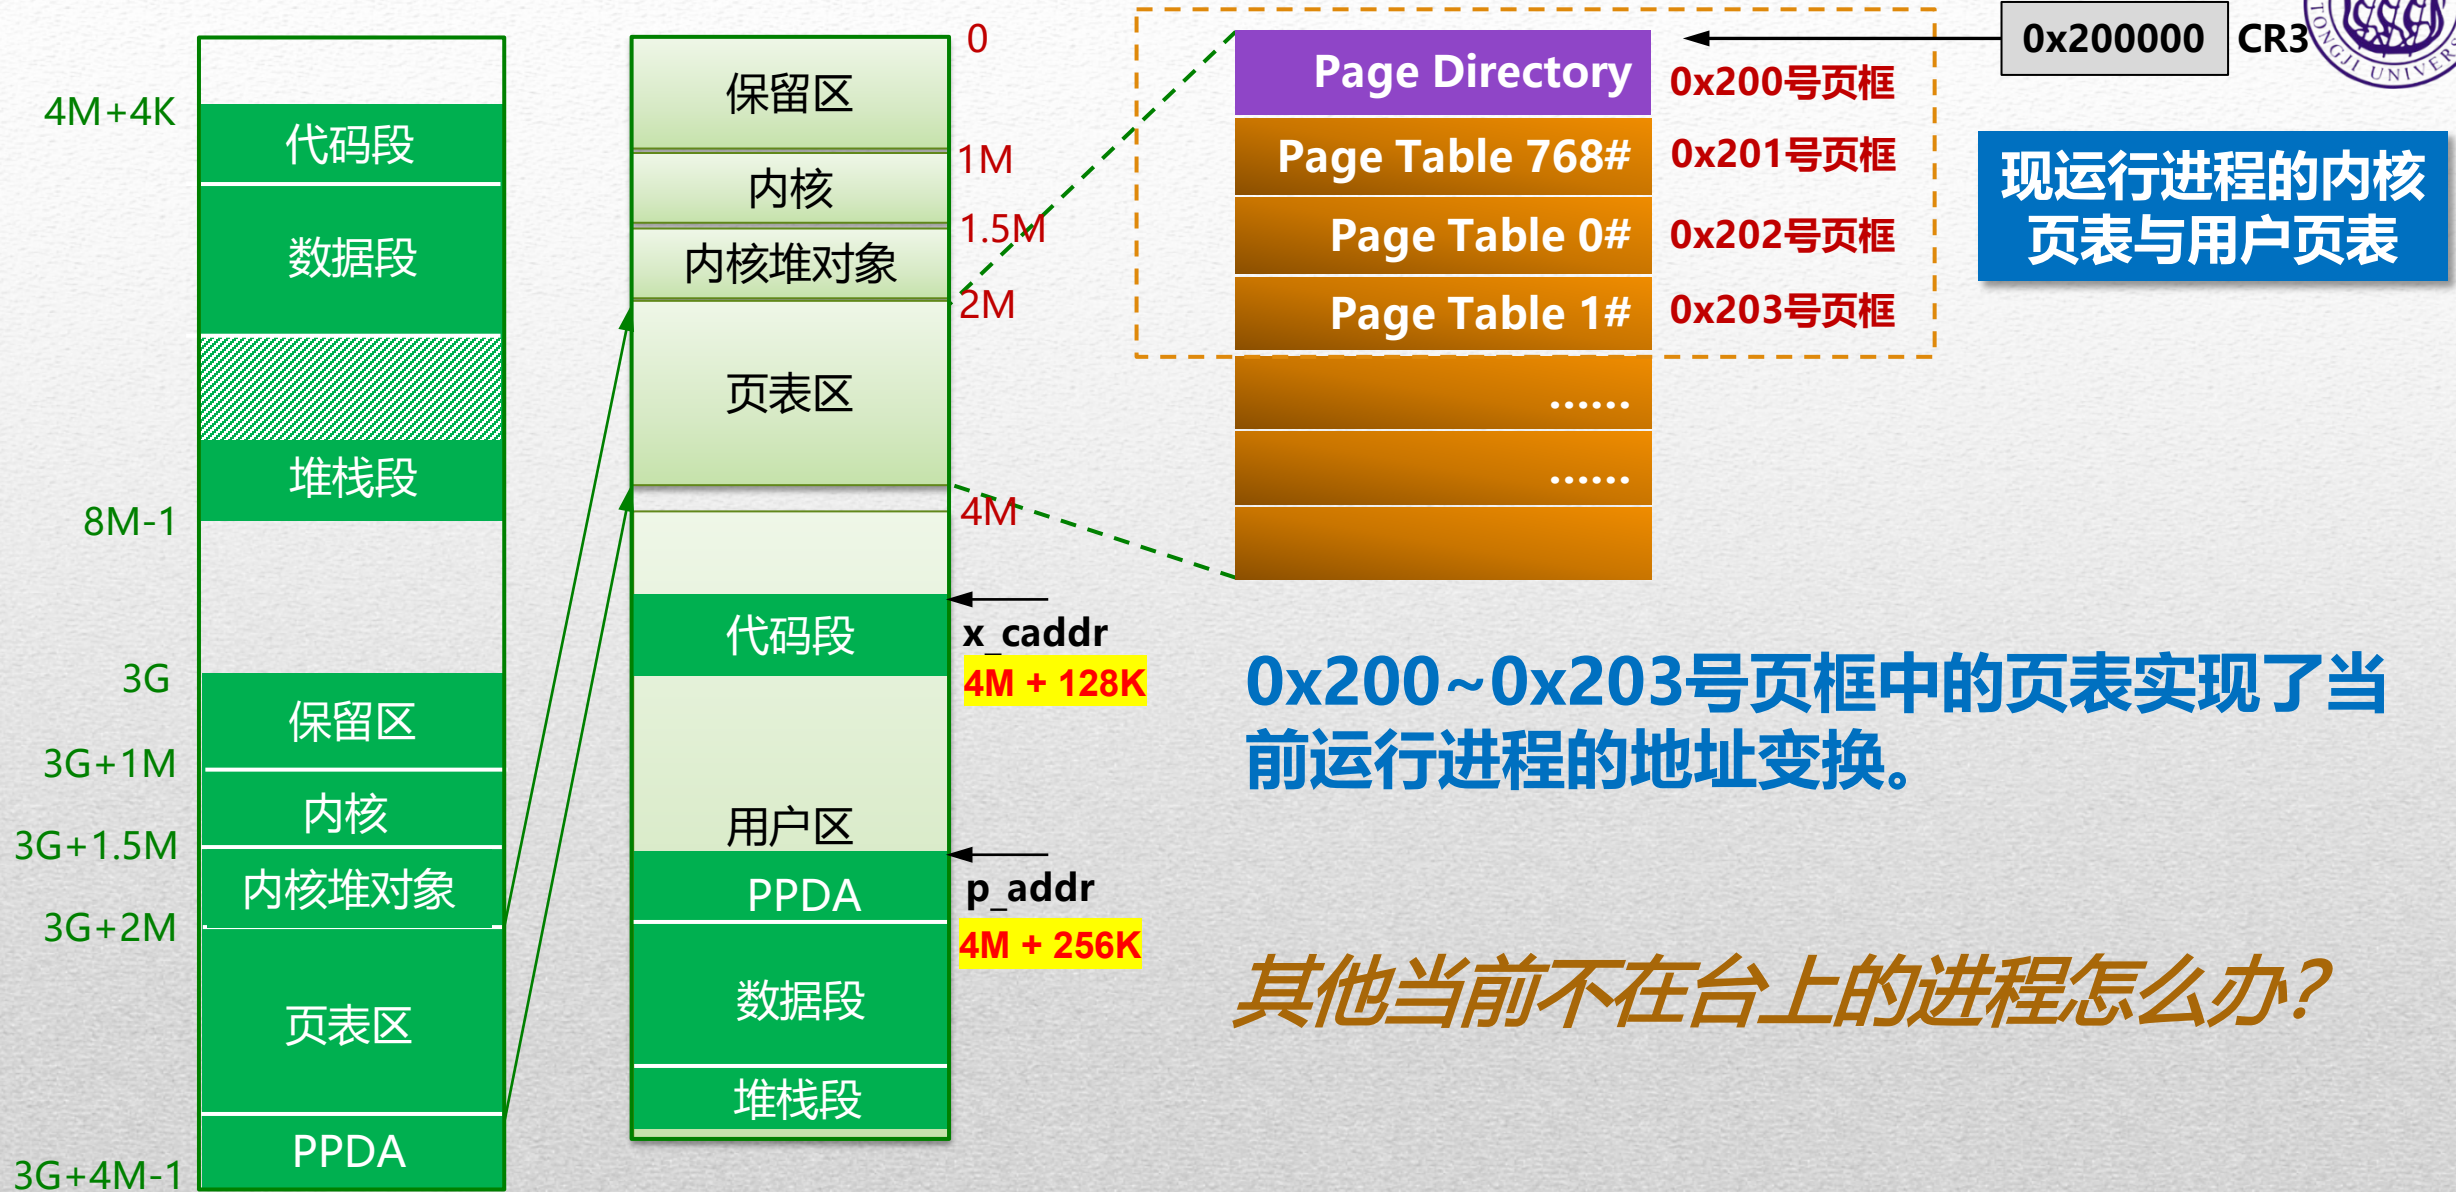 4M+4K
代码段
数据段
堆栈段
8M-1
3G
保留区
3G+1M
内核
3G+1.5M
内核堆对象
3G+2M
页表区
PPDA
3G+4M-1
0
保留区
1M
内核
1.5M
内核堆对象
2M
页表区
4M
代码段
x_caddr
4M + 128K
用户区
PPDA
p_addr
4M + 256K
数据段
堆栈段
Page Directory
0x200号页框
Page Table 768#
0x201号页框
Page Table 0#
0x202号页框
Page Table 1#
0x203号页框
......
......
0x200000
CR3
TONGJI UNIVE
现运行进程的内核
页表与用户页表
0x200~0x203号页框中的页表实现了当
前运行进程的地址变换。
其他当前不在台上的进程怎么办?